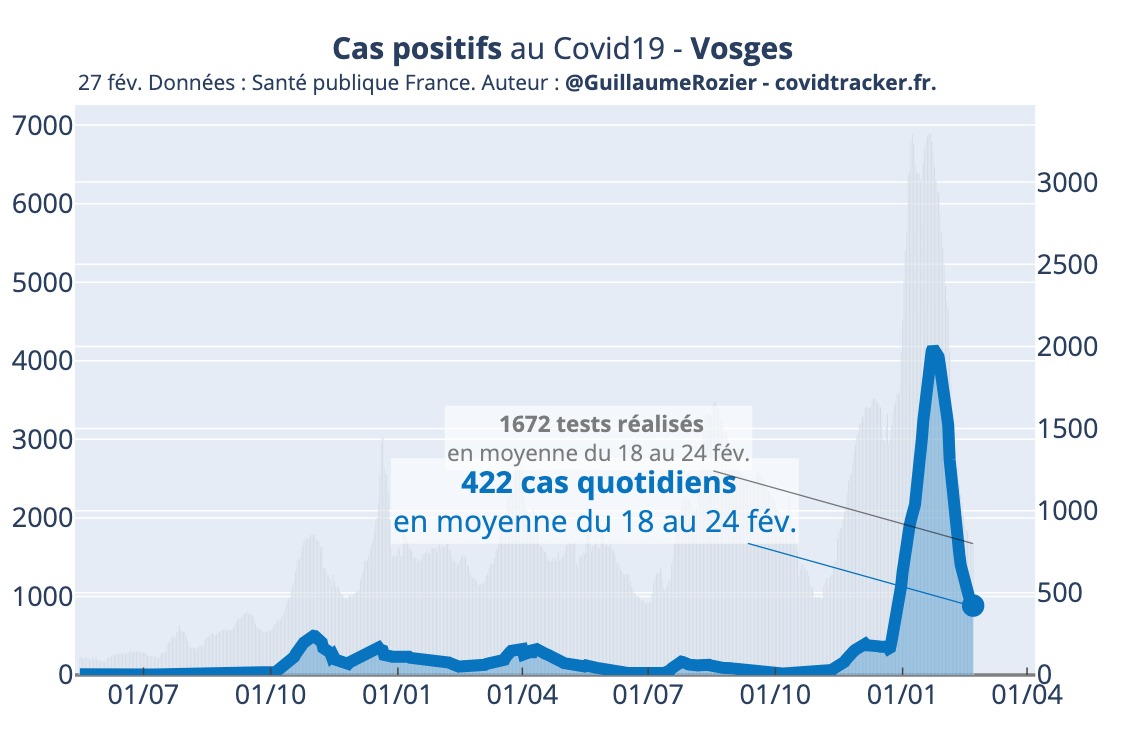 Cas positifs au Covid19 - Vosges
27 fév. Données : Santé publique France. Auteur : @GuillaumeRozier - covidtracker.fr.
7000
6000
5000
4000
3000
2000
1000
0
3000
2500
2000
1500
1000
500
0
1672 tests réalisés
en moyenne du 18 au 24 fév.
422 cas quotidiens
en moyenne du 18 au 24 fév.
01/07 01/10 01/01 01/04 01/07 01/10 01/01 01/04